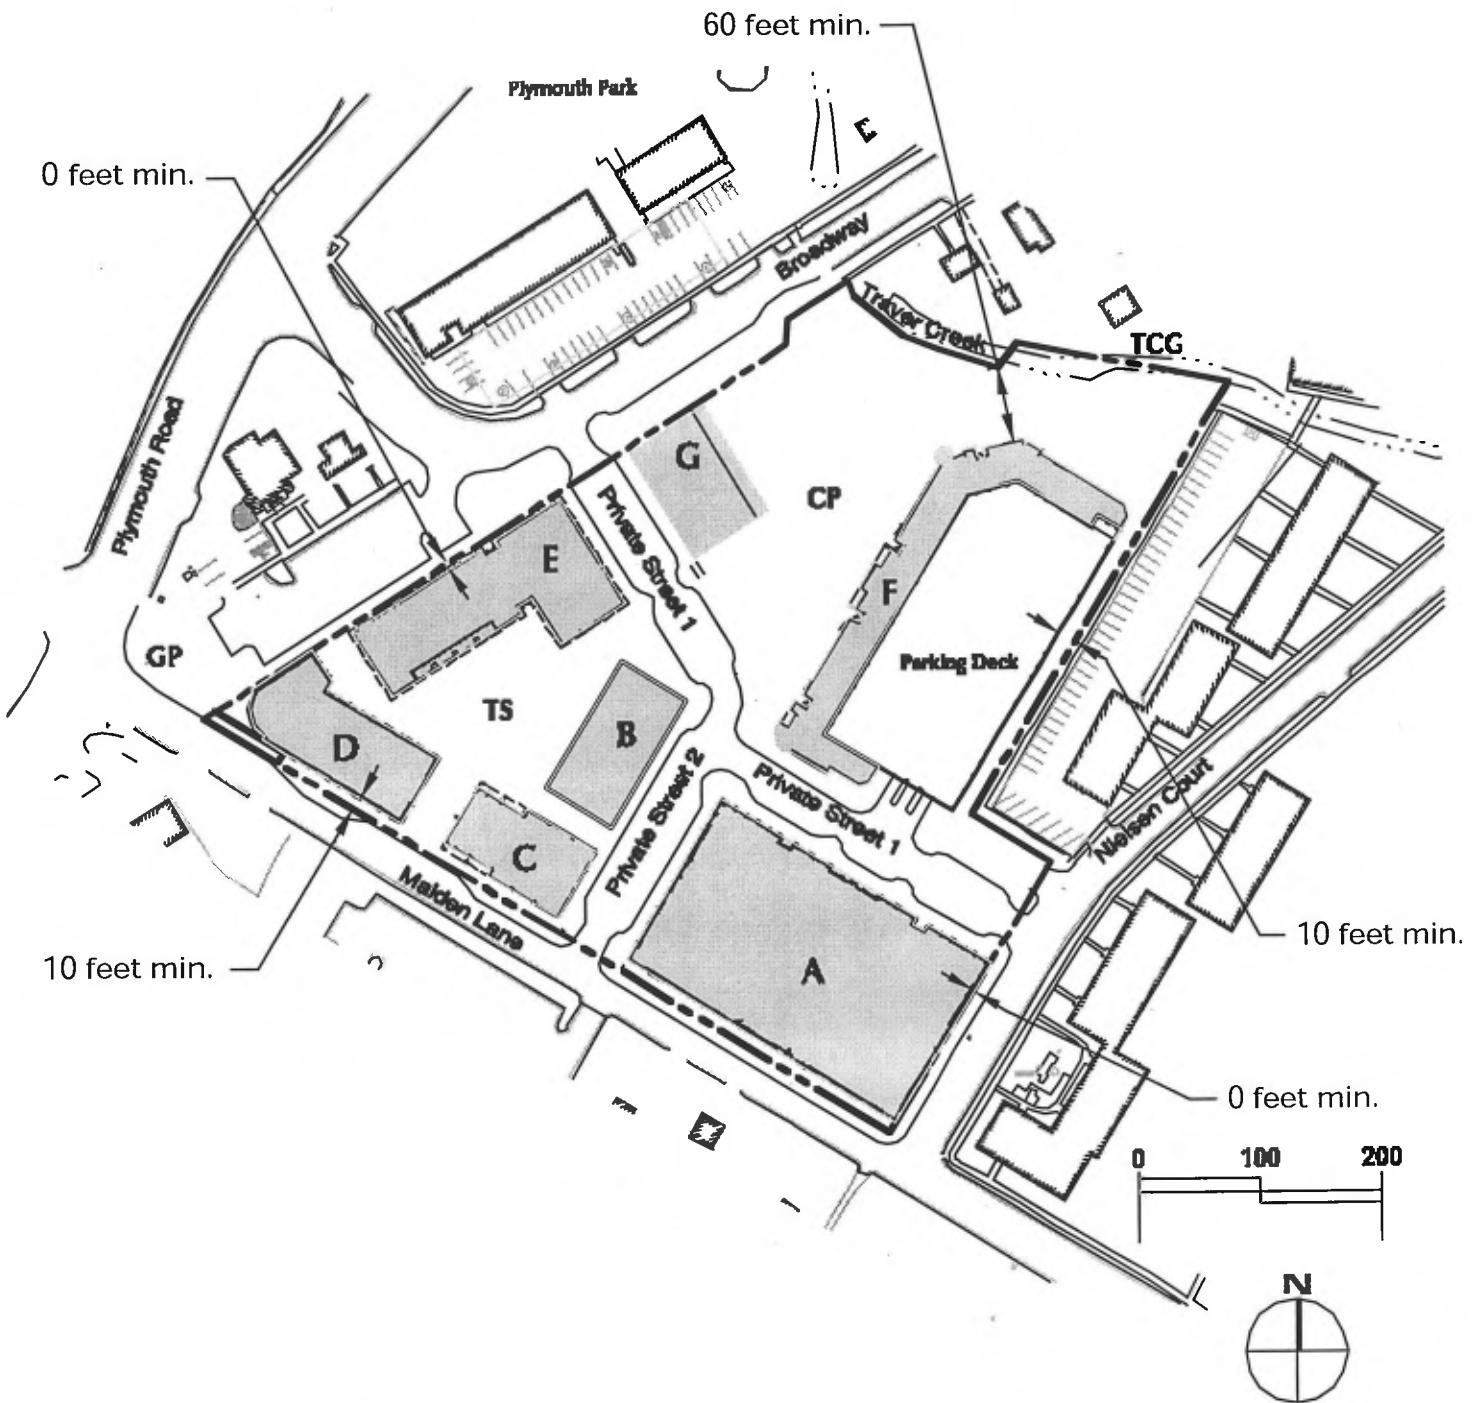 60 feet min.
Plymouth Park
0 feet min.
Broadway
Traver Creek
TCG
Plymouth Road
G
CP
Private Street 1
E
F
GP
Parking Deck
TS
B
D
Private Street 2
Private Street 1
Nielsen Court
C
Maiden Lane
10 feet min.
10 feet min.
A
0 feet min.
0 100 200
N